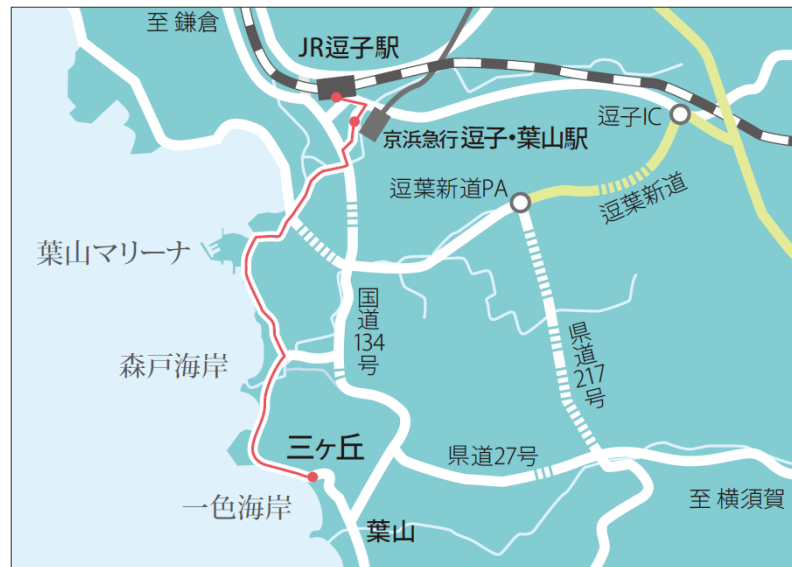 至 鎌倉
JR逗子駅
京浜急行 逗子・葉山駅
逗子IC
逗葉新道PA
逗葉新道
葉山マリーナ
国道134号
県道217号
森戸海岸
三ヶ丘
県道27号
至 横須賀
一色海岸
葉山